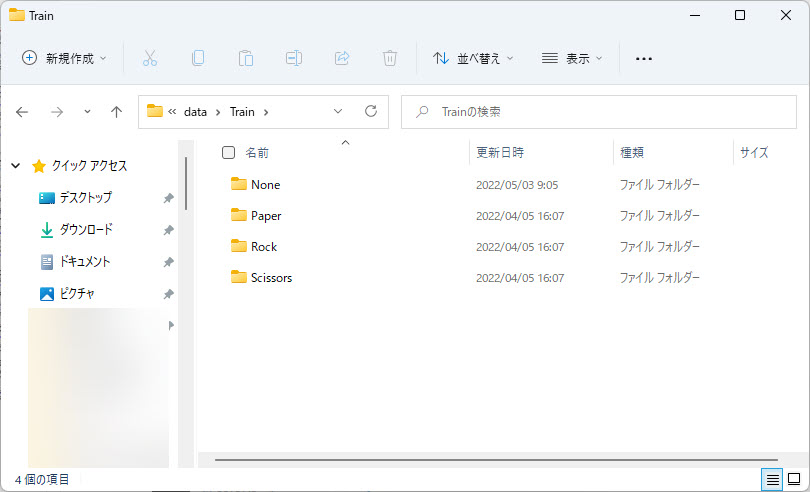 Train
新規作成 並べ替え 表示
data Train Trainの検索
クイック アクセス
デスクトップ
ダウンロード
ドキュメント
ピクチャ
名前 更新日時 種類 サイズ
None 2022/05/03 9:05 ファイル フォルダー
Paper 2022/04/05 16:07 ファイル フォルダー
Rock 2022/04/05 16:07 ファイル フォルダー
Scissors 2022/04/05 16:07 ファイル フォルダー
4 個の項目